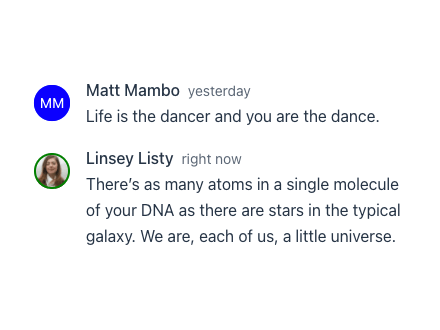 MM
Matt Mambo yesterday
Life is the dancer and you are the dance.
Linsey Listy right now
There’s as many atoms in a single molecule
of your DNA as there are stars in the typical
galaxy. We are, each of us, a little universe.